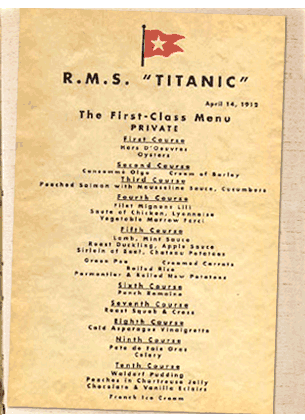 R.M.S. "TITANIC"
April 14, 1912
The First-Class Menu
PRIVATE
First Course
Hors D'Oeuvres
Oysters
Second Course
Consommé Olga Cream of Barley
Third Course
Poached Salmon with Mousseline Sauce, Cucumbers
Fourth Course
Filet Mignons Lili
Saute of Chicken, Lyonnaise
Vegetable Marrow Farci
Fifth Course
Lamb, Mint Sauce
Roast Duckling, Apple Sauce
Sirloin of Beef, Chateau Potatoes
Green Pea Creamed Carrots
Boiled Rice
Parmentier & Boiled New Potatoes
Sixth Course
Punch Romaine
Seventh Course
Roast Squab & Cress
Eighth Course
Cold Asparagus Vinaigrette
Ninth Course
Pate de foie Gras
Celery
Tenth Course
Waldorf Pudding
Peaches in Chartreuse Jelly
Chocolate & Vanilla Eclairs
French Ice Cream